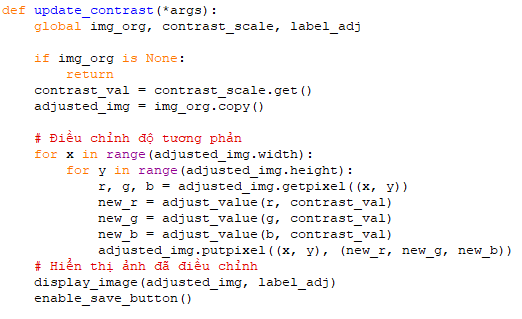 def update_contrast(*args):
    global img_org, contrast_scale, label_adj

    if img_org is None:
        return
    contrast_val = contrast_scale.get()
    adjusted_img = img_org.copy()

    # Điều chỉnh độ tương phản
    for x in range(adjusted_img.width):
        for y in range(adjusted_img.height):
            r, g, b = adjusted_img.getpixel((x, y))
            new_r = adjust_value(r, contrast_val)
            new_g = adjust_value(g, contrast_val)
            new_b = adjust_value(b, contrast_val)
            adjusted_img.putpixel((x, y), (new_r, new_g, new_b))
    # Hiển thị ảnh đã điều chỉnh
    display_image(adjusted_img, label_adj)
    enable_save_button()